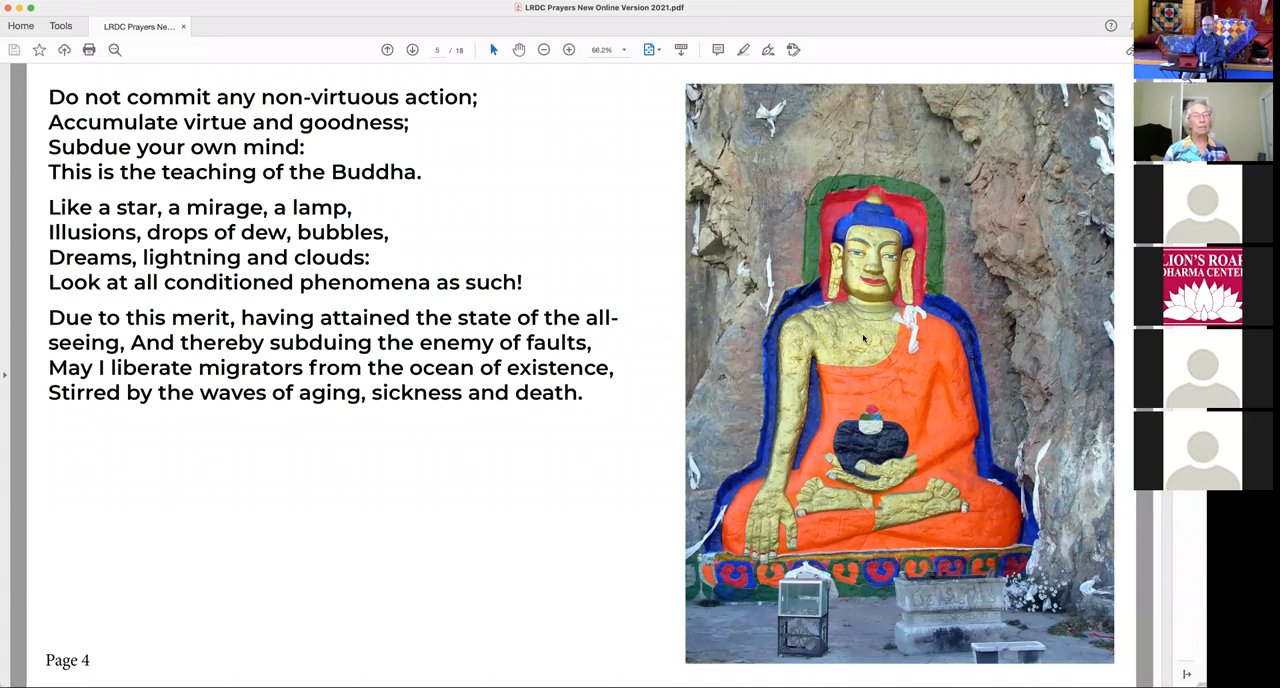 LRDC Prayers New Online Version 2021.pdf
Home
Tools
LRDC Prayers Ne... ×
5 / 18
66.2%
Do not commit any non-virtuous action;
Accumulate virtue and goodness;
Subdue your own mind:
This is the teaching of the Buddha.
Like a star, a mirage, a lamp,
Illusions, drops of dew, bubbles,
Dreams, lightning and clouds:
Look at all conditioned phenomena as such!
Due to this merit, having attained the state of the all-
seeing, And thereby subduing the enemy of faults,
May I liberate migrators from the ocean of existence,
Stirred by the waves of aging, sickness and death.
Page 4
LION'S ROAR
DHARMA CENTER